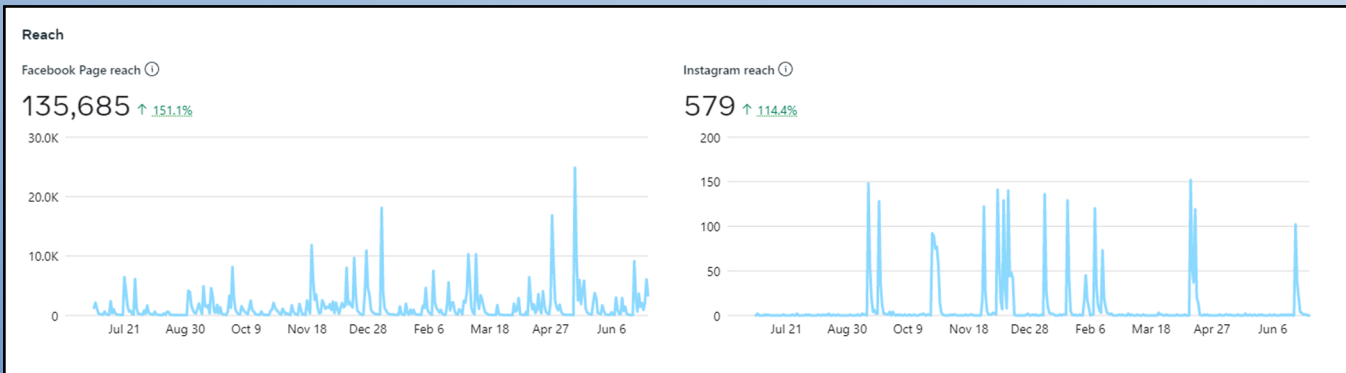 Reach
Facebook Page reach
135,685 ↑ 151.1%
30.0K
20.0K
10.0K
0
Jul 21 Aug 30 Oct 9 Nov 18 Dec 28 Feb 6 Mar 18 Apr 27 Jun 6
Instagram reach
579 ↑ 114.4%
200
150
100
50
0
Jul 21 Aug 30 Oct 9 Nov 18 Dec 28 Feb 6 Mar 18 Apr 27 Jun 6